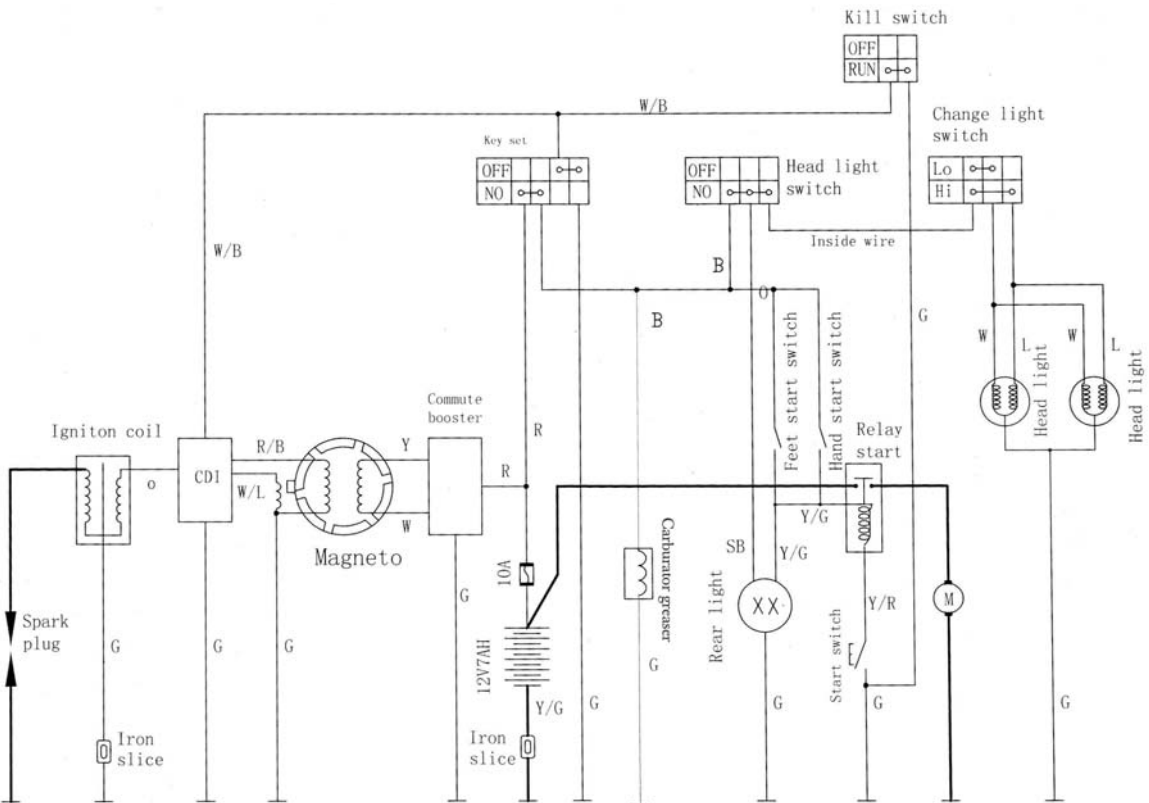 Kill switch
OFF
RUN
W/B
Change light
switch
Key set
OFF
NO
OFF
NO
Head light
switch
Lo
Hi
Inside wire
W/B
B
O
B
G
W
L
W
L
Head light
Head light
Feet start switch
Hand start switch
Commute
booster
R
Relay
start
Igniton coil
R/B
Y
CDI
R
o
W/L
W
Y/G
Magneto
10A
Carburator greaser
SB
Y/G
Rear light
XX
Y/R
M
Start switch
Spark
plug
G
G
G
G
12V7AH
Y/G
G
G
G
G
G
Iron
slice
Iron
slice